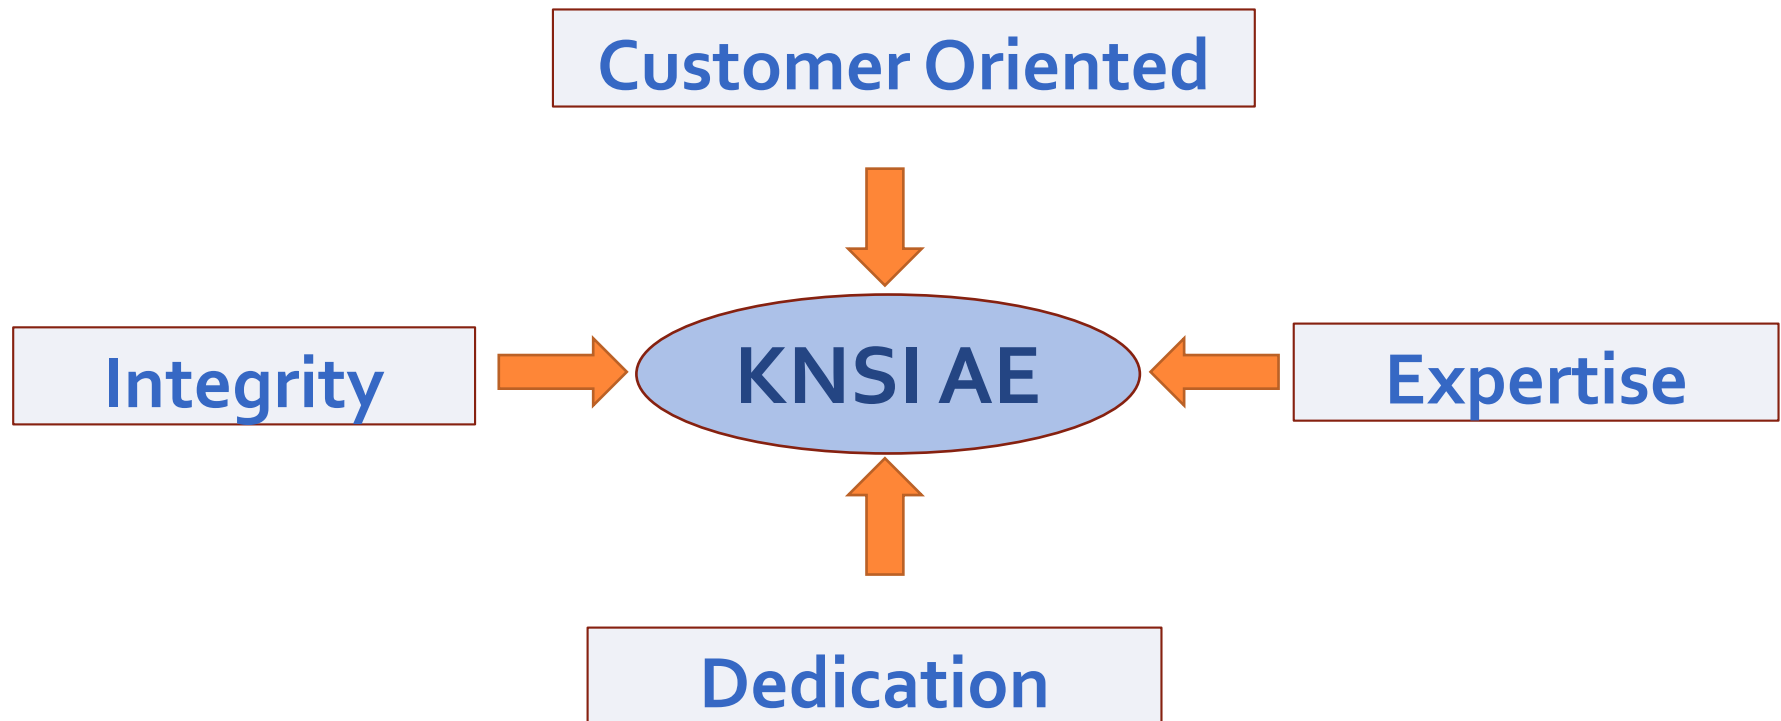 Customer Oriented
Integrity
KNSI AE
Expertise
Dedication